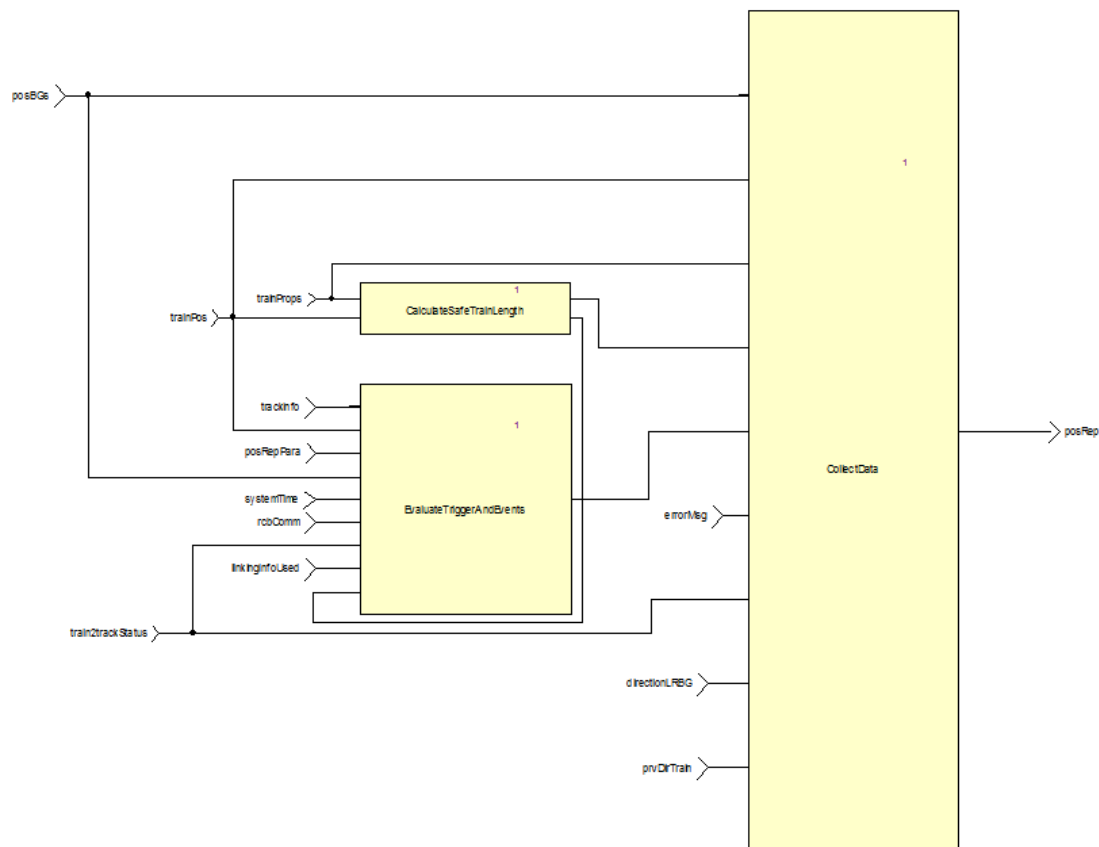 posBGs
1
trainProps
1
CalculateSafeTrainLength
trainPos
trackInfo
1
posRepPara
posRep
CollectData
systemTime
EvaluateTriggerAndEvents
errorMsg
rcbComm
linkingInfoUsed
train2trackStatus
directionLRBG
prvDirTrain